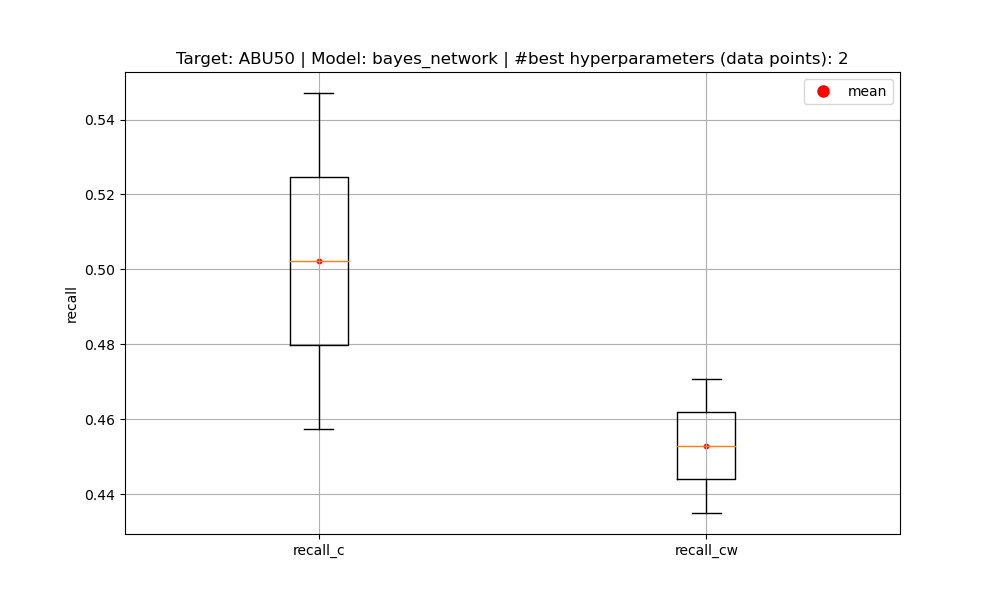 Target: ABU50 | Model: bayes_network | #best hyperparameters (data points): 2
mean
0.54
0.52
0.50
0.48
0.46
0.44
recall
recall_c
recall_cw